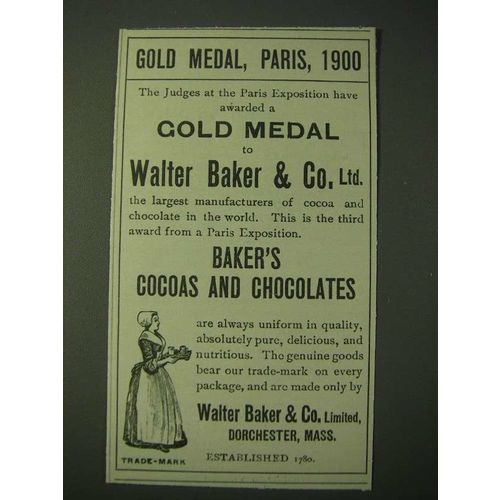 GOLD MEDAL, PARIS, 1900
The Judges at the Paris Exposition have
awarded a
GOLD MEDAL
to
Walter Baker & Co. Ltd.
the largest manufacturers of cocoa and
chocolate in the world. This is the third
award from a Paris Exposition.
BAKER'S
COCOAS AND CHOCOLATES
are always uniform in quality,
absolutely pure, delicious, and
nutritious. The genuine goods
bear our trade-mark on every
package, and are made only by
Walter Baker & Co. Limited,
DORCHESTER, MASS.
TRADE-MARK
ESTABLISHED 1780.